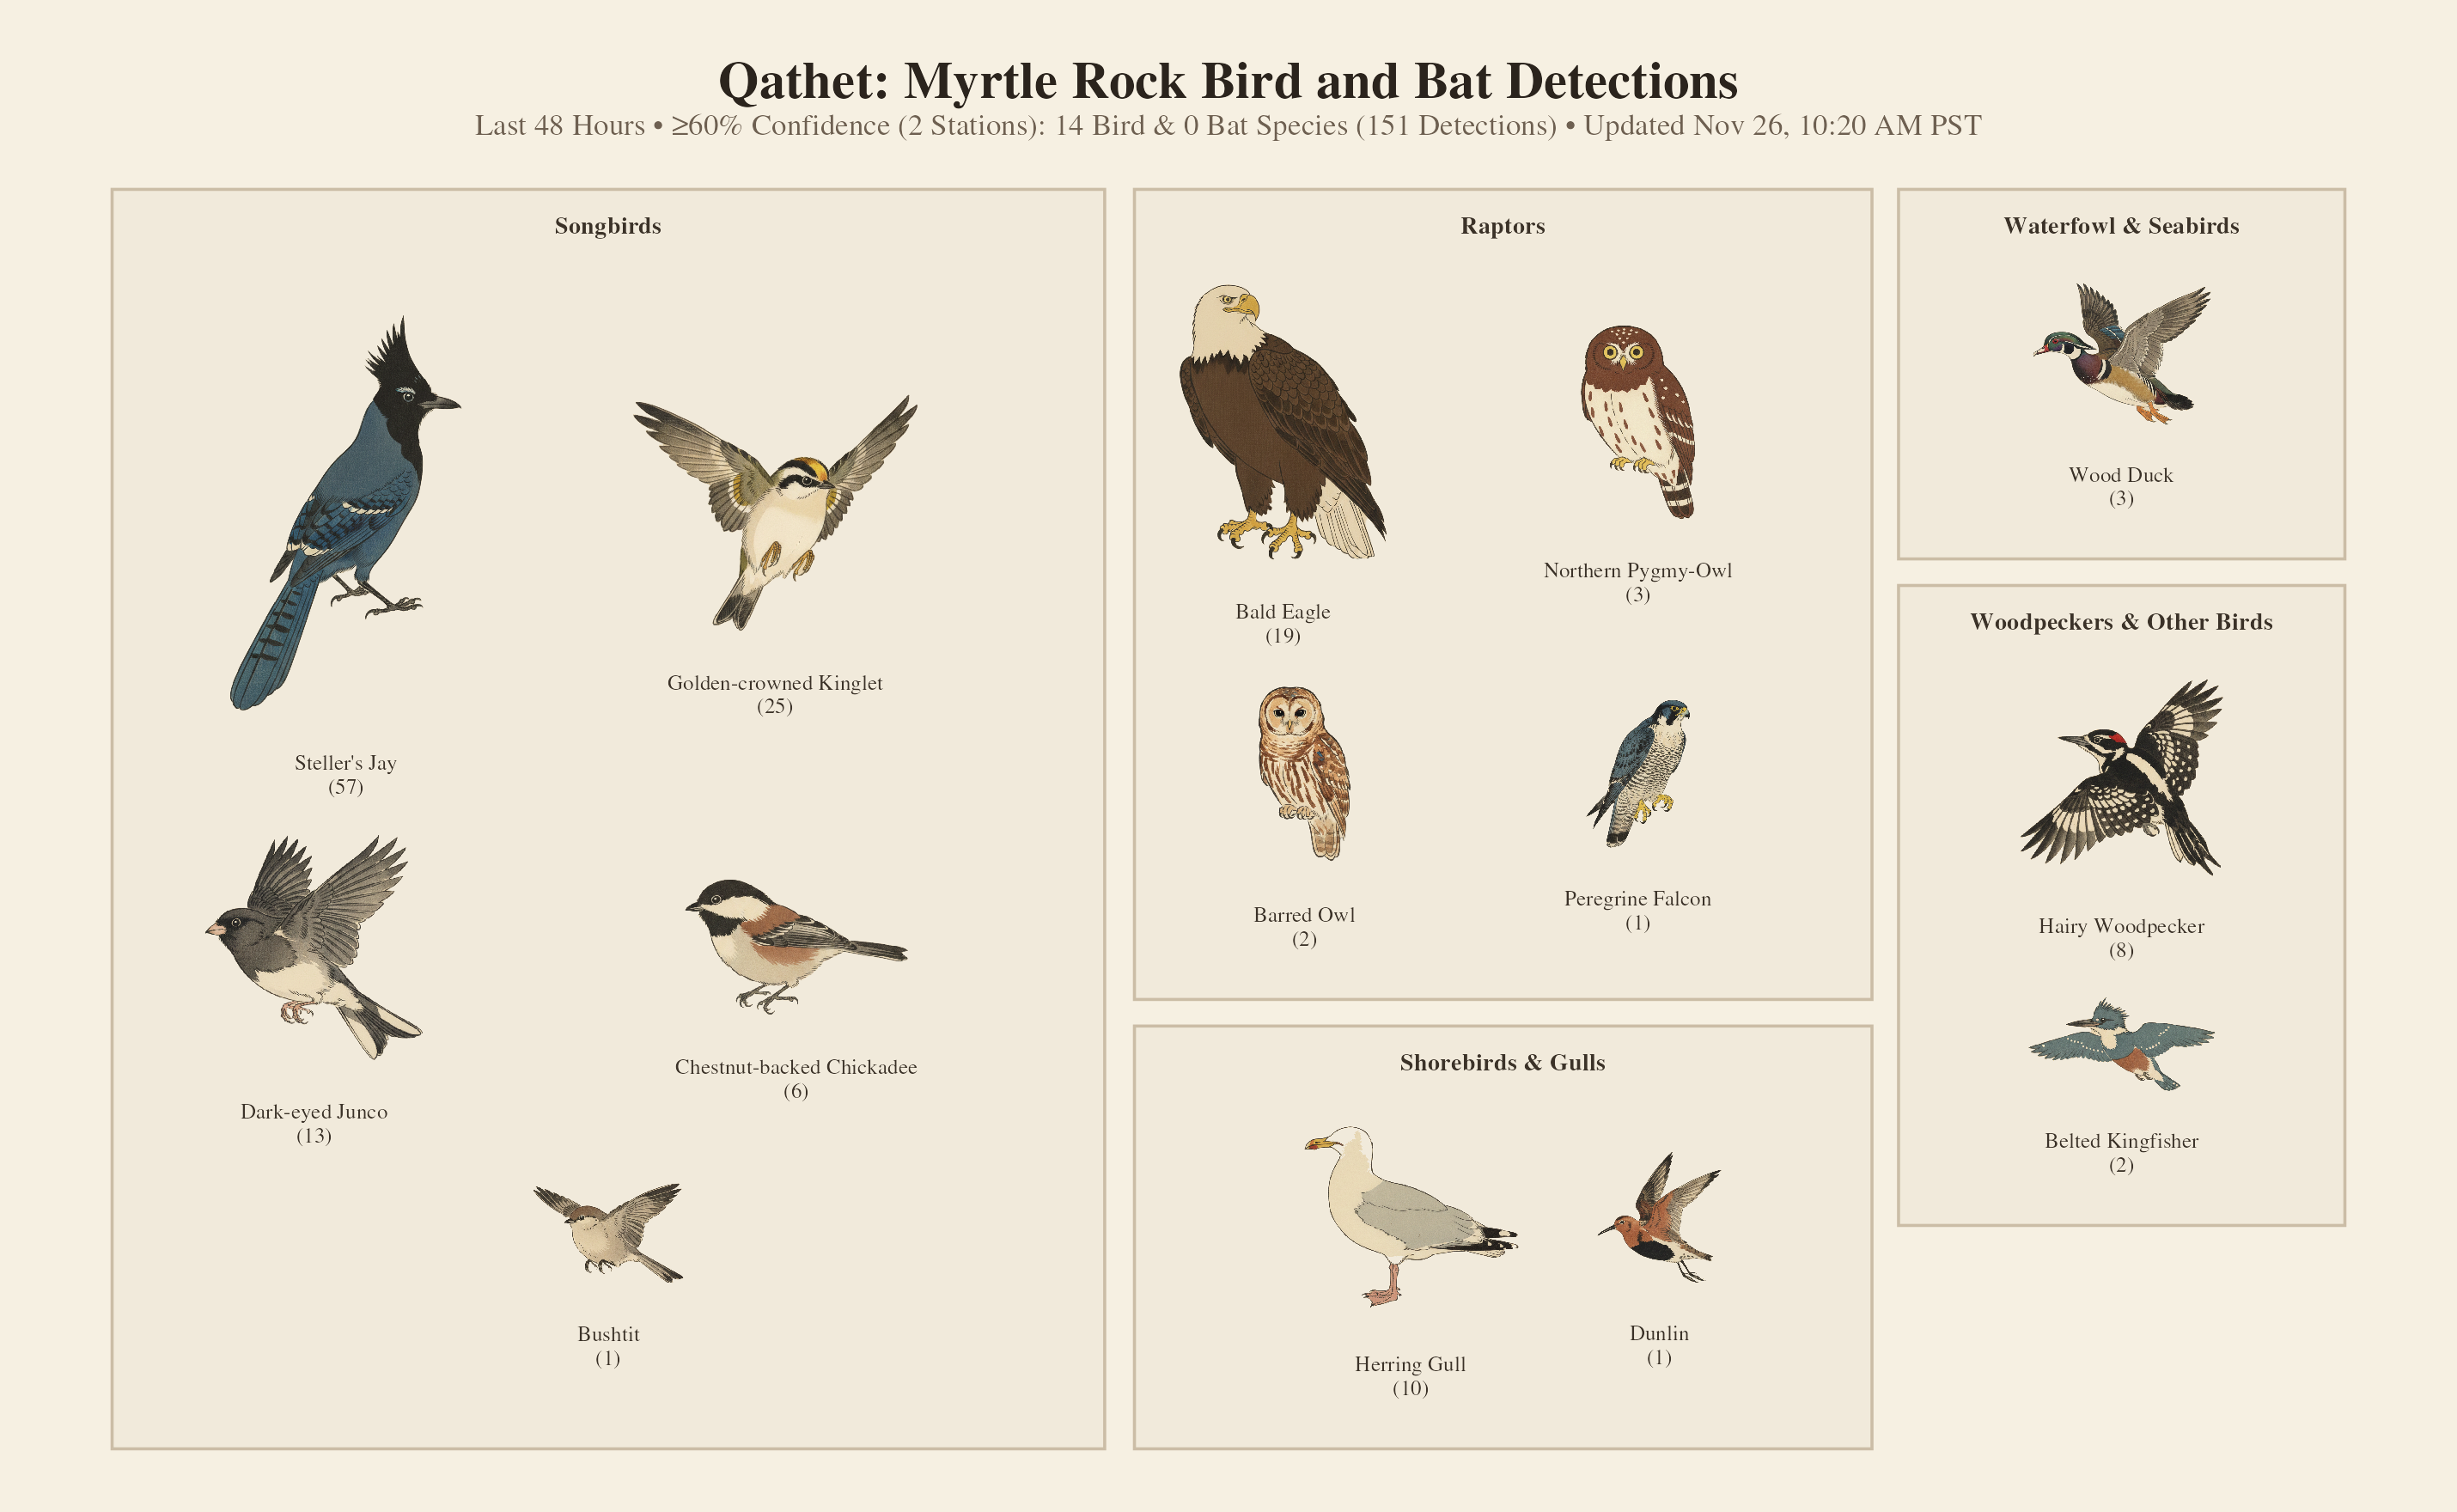 Qathet: Myrtle Rock Bird and Bat Detections
Last 48 Hours • ≥60% Confidence (2 Stations): 14 Bird & 0 Bat Species (151 Detections) • Updated Nov 26, 10:20 AM PST
Songbirds
Steller's Jay
(57)
Golden-crowned Kinglet
(25)
Dark-eyed Junco
(13)
Chestnut-backed Chickadee
(6)
Bushtit
(1)
Raptors
Bald Eagle
(19)
Northern Pygmy-Owl
(3)
Barred Owl
(2)
Peregrine Falcon
(1)
Shorebirds & Gulls
Herring Gull
(10)
Dunlin
(1)
Waterfowl & Seabirds
Wood Duck
(3)
Woodpeckers & Other Birds
Hairy Woodpecker
(8)
Belted Kingfisher
(2)